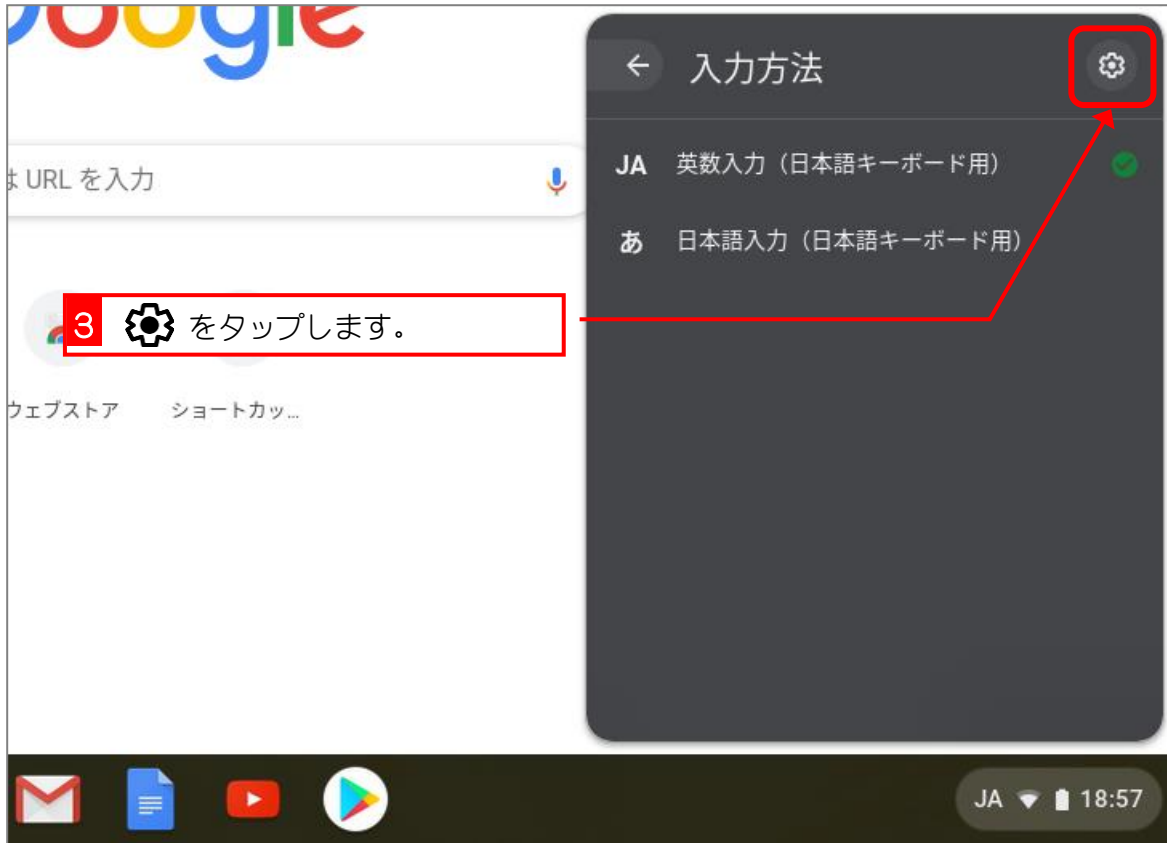 Google
入力方法
JA 英数入力（日本語キーボード用）
は URL を入力
あ 日本語入力（日本語キーボード用）
3 をタップします。
ウェブストア ショートカッ...
JA 18:57